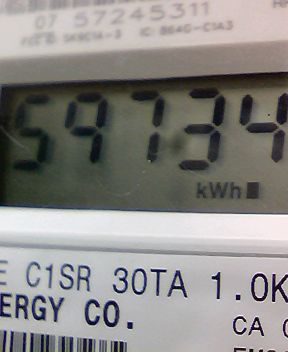 07 57245311
59734
kWh
E C1SR 30TA 1.0K
ERGY CO.
CA